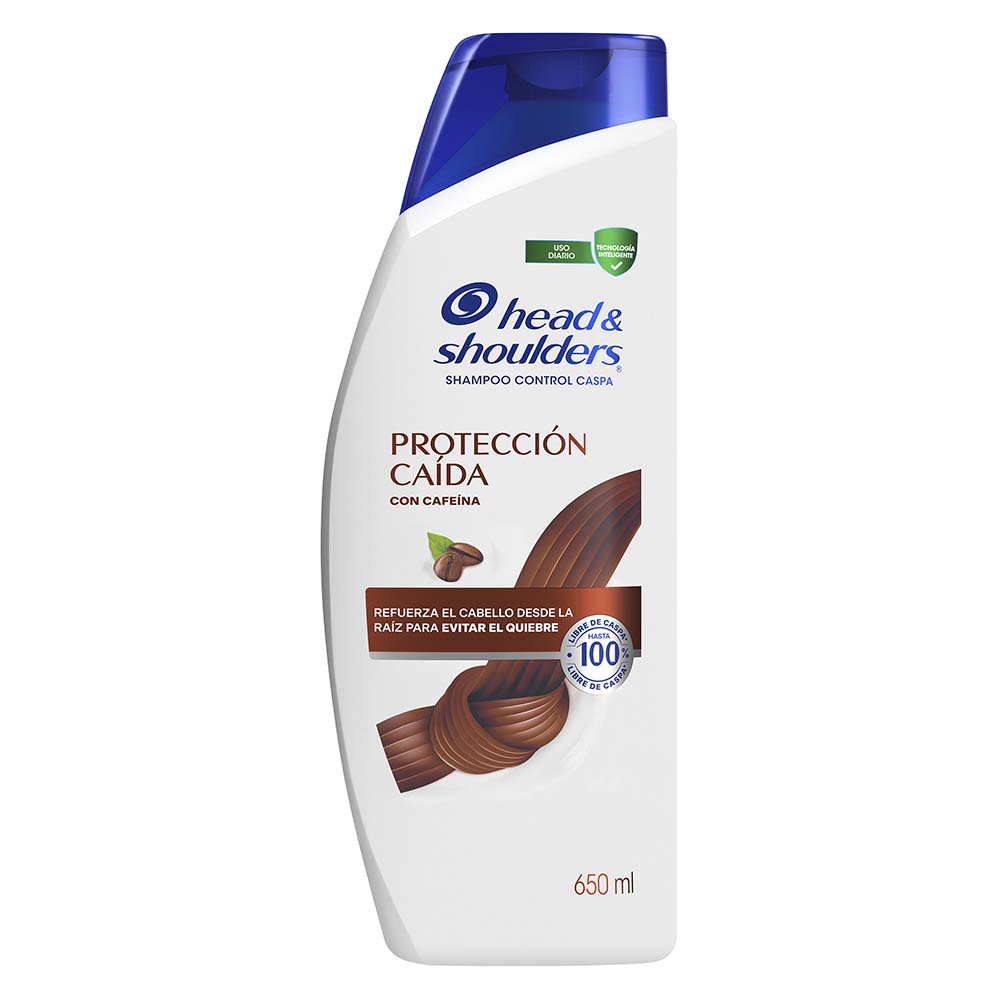 USO
DIARIO
TECNOLOGÍA
INTELIGENTE
head &
shoulders®
SHAMPOO CONTROL CASPA
PROTECCIÓN
CAÍDA
CON CAFEÍNA
REFUERZA EL CABELLO DESDE LA
RAÍZ PARA EVITAR EL QUIEBRE
LIBRE DE CASPA*
HASTA
100%
LIBRE DE CASPA*
650 ml